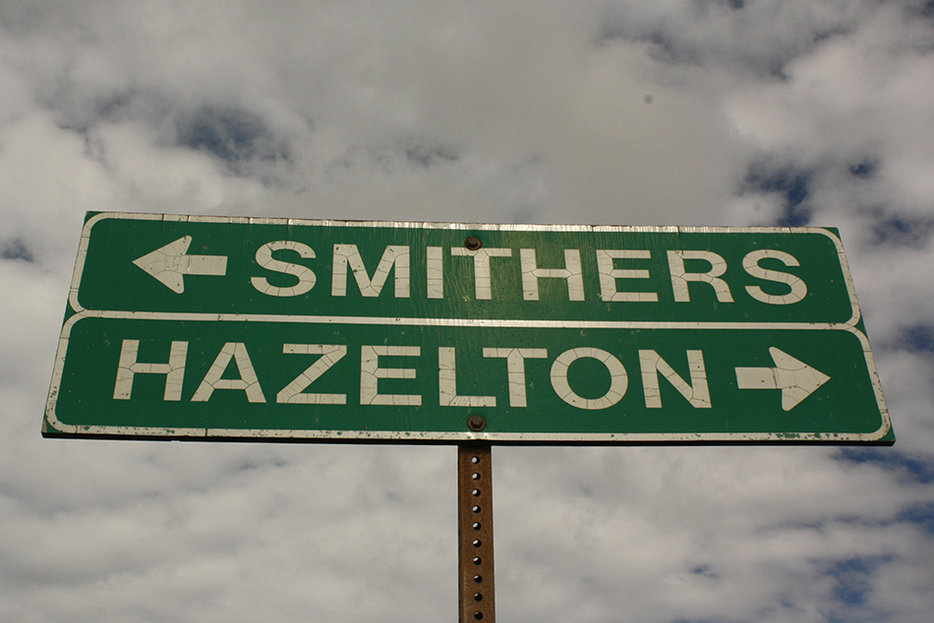 ← SMITHERS
HAZELTON →